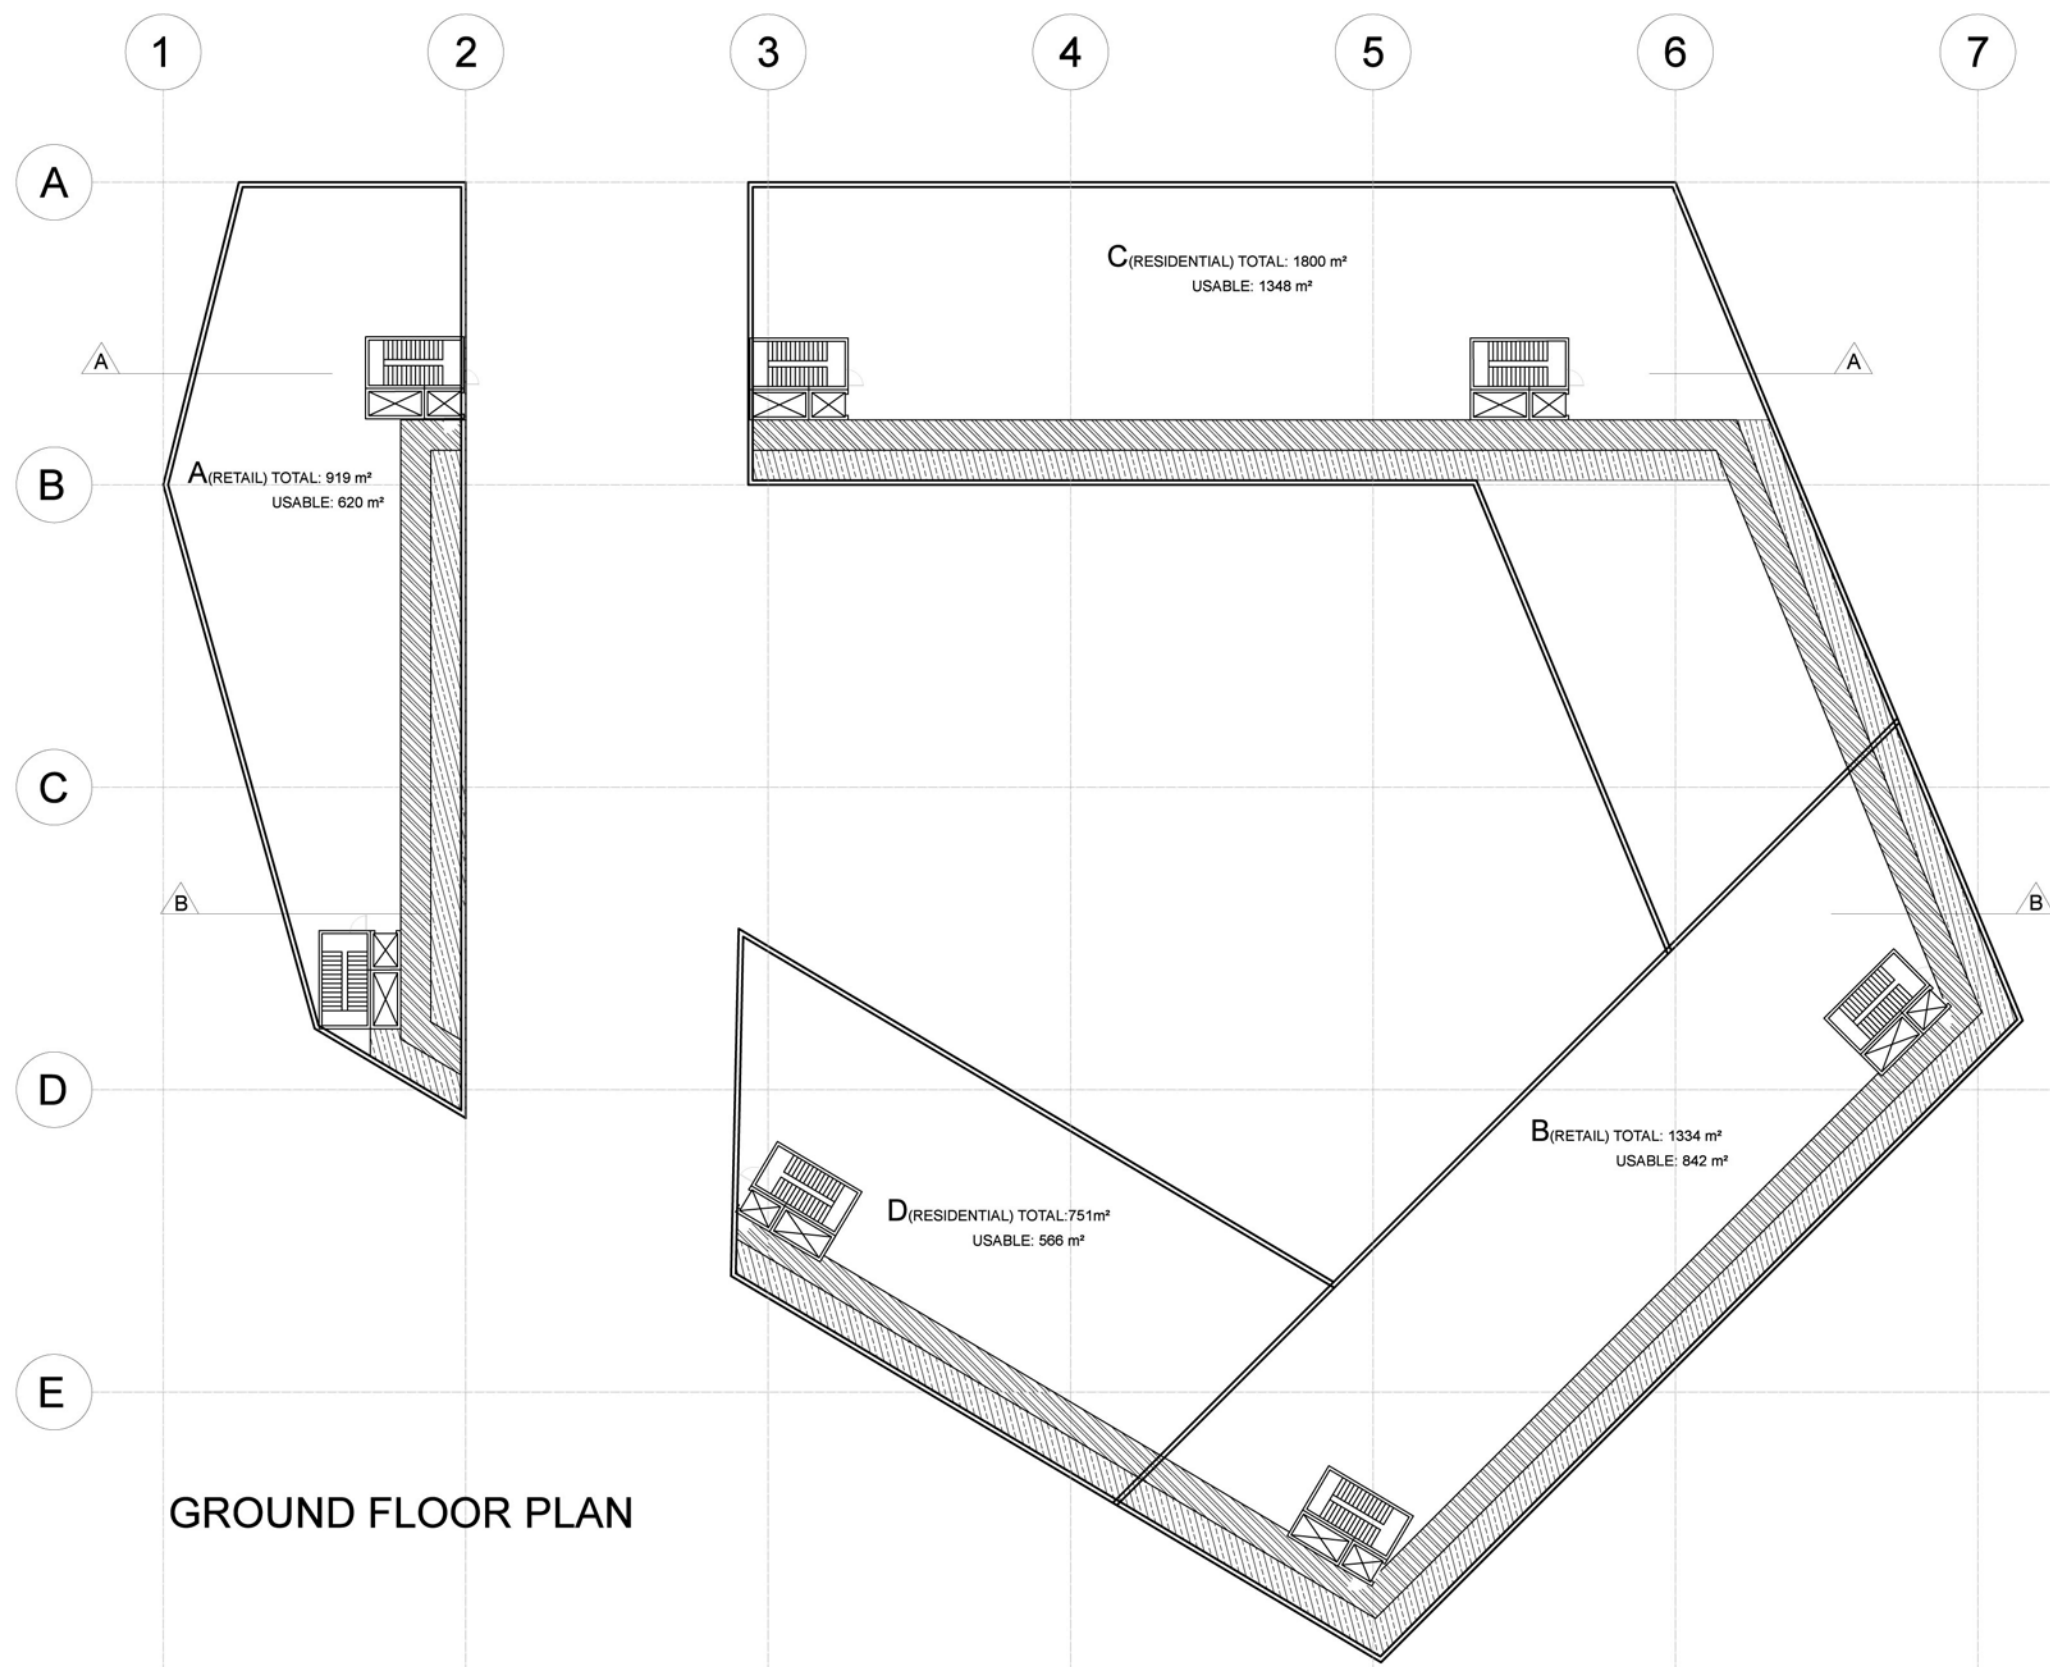 1 2 3 4 5 6 7
A
C(RESIDENTIAL) TOTAL: 1800 m²
USABLE: 1348 m²
A A
B
A(RETAIL) TOTAL: 919 m²
USABLE: 620 m²
C
B B
D
B(RETAIL) TOTAL: 1334 m²
USABLE: 842 m²
D(RESIDENTIAL) TOTAL:751m²
USABLE: 566 m²
E
GROUND FLOOR PLAN